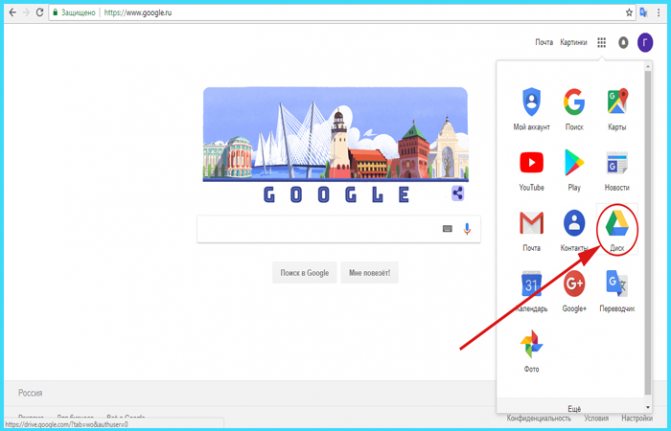 Защищено | https://www.google.ru
Почта Картинки Г
Мой аккаунт Поиск Карты
YouTube Play Новости
GOOGLE
Почта Контакты Диск
31
Календарь Google+ Переводчик
Поиск в Google Мне повезёт!
Фото
Россия
Ещё
Реклама Для бизнеса Всё о Google Конфиденциальность Условия Настройки
https://drive.google.com/?tab=wo&authuser=0